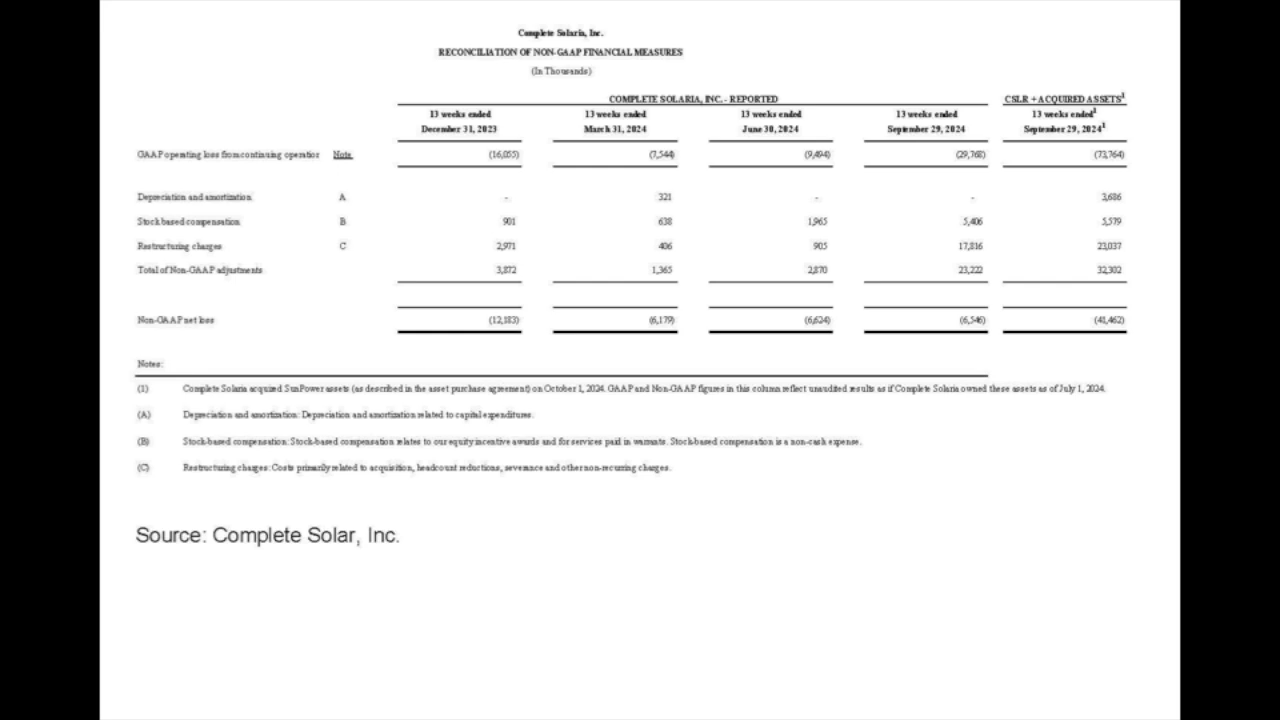 Complete Solaria, Inc.
RECONCILIATION OF NON-GAAP FINANCIAL MEASURES
(In Thousands)
COMPLETE SOLARIA, INC. - REPORTED CSLR + ACQUIRED ASSETS¹
13 weeks ended 13 weeks ended 13 weeks ended 13 weeks ended 13 weeks ended¹
December 31, 2023 March 31, 2024 June 30, 2024 September 29, 2024 September 29, 2024¹
GAAP operating loss from continuing operatior Note (16,055) (7,544) (9,494) (29,768) (73,764)
Depreciation and amortization A - 321 - - 3,686
Stock based compensation B 901 638 1,965 5,406 5,579
Restructuring charges C 2,971 406 905 17,816 23,037
Total of Non-GAAP adjustments 3,872 1,365 2,870 23,222 32,302
Non-GAAP net loss (12,183) (6,179) (6,624) (6,546) (41,462)
Notes:
(1) Complete Solaria acquired SunPower assets (as described in the asset purchase agreement) on October 1, 2024. GAAP and Non-GAAP figures in this column reflect unaudited results as if Complete Solaria owned these assets as of July 1, 2024.
(A) Depreciation and amortization: Depreciation and amortization related to capital expenditures.
(B) Stock-based compensation: Stock-based compensation relates to our equity incentive awards and for services paid in warrants. Stock-based compensation is a non-cash expense.
(C) Restructuring charges: Costs primarily related to acquisition, headcount reductions, severance and other non-recurring charges.
Source: Complete Solar, Inc.